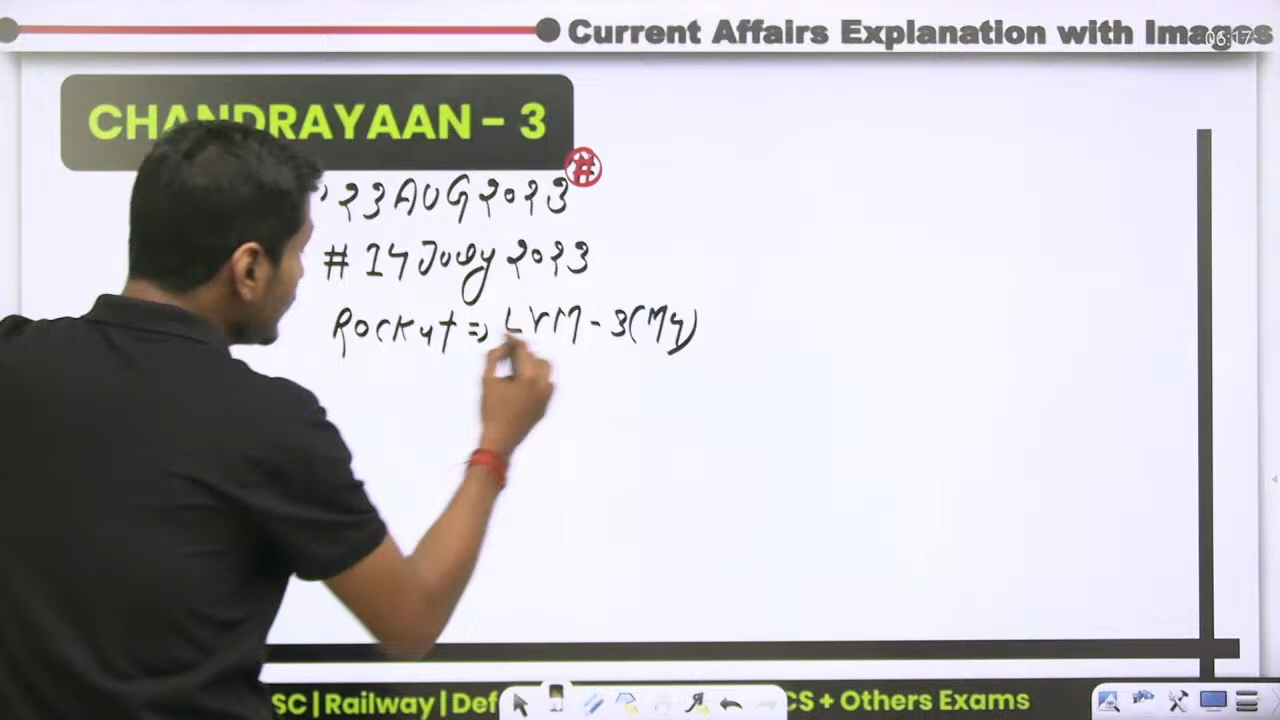 Current Affairs Explanation with Images
06:17
CHANDRAYAAN - 3
#
23 AUG 2023
# 14 July 2023
Rocket => LVM - 3 (M4)
SC | Railway | Def
CS + Others Exams